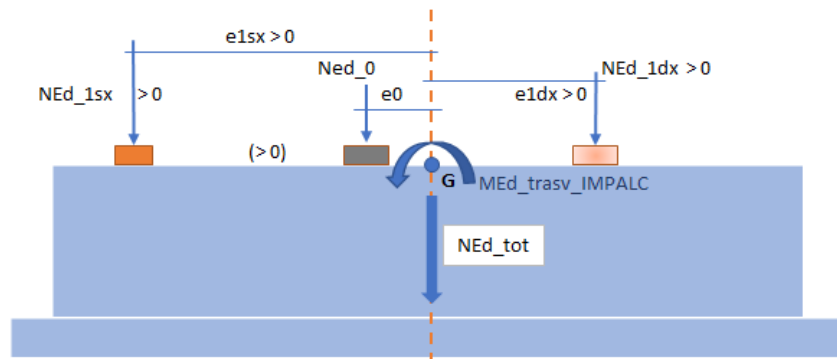 e1sx > 0
Ned_0
NEd_1dx > 0
NEd_1sx > 0
e0
e1dx > 0
(> 0)
G
MEd_trasv_IMPALC
NEd_tot